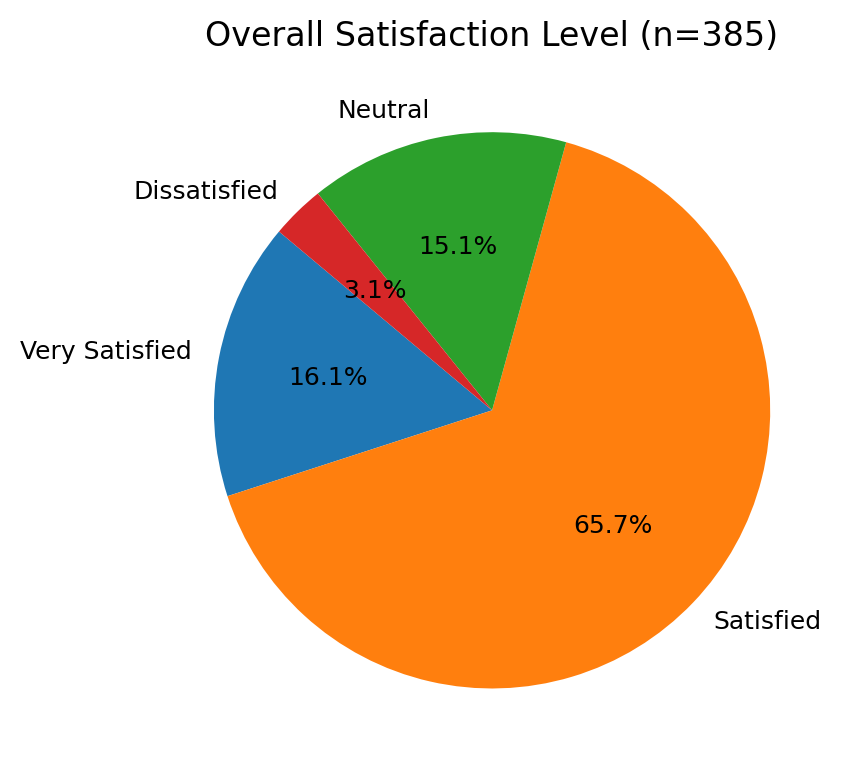 Overall Satisfaction Level (n=385)
Neutral
Dissatisfied
15.1%
3.1%
Very Satisfied
16.1%
65.7%
Satisfied